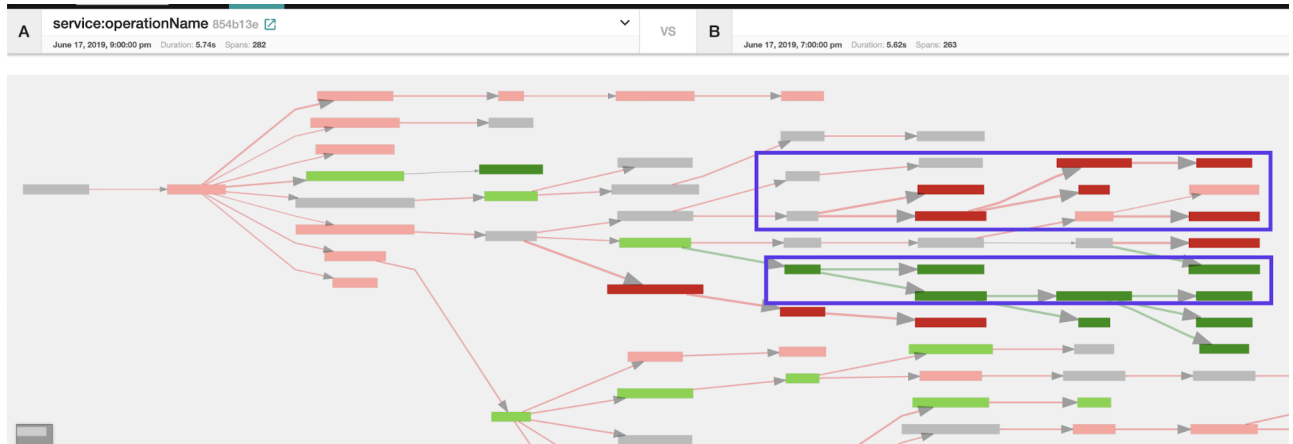 A
service:operationName 854b13e
June 17, 2019, 9:00:00 pm Duration: 5.74s Spans: 282
VS
B
June 17, 2019, 7:00:00 pm Duration: 5.62s Spans: 263